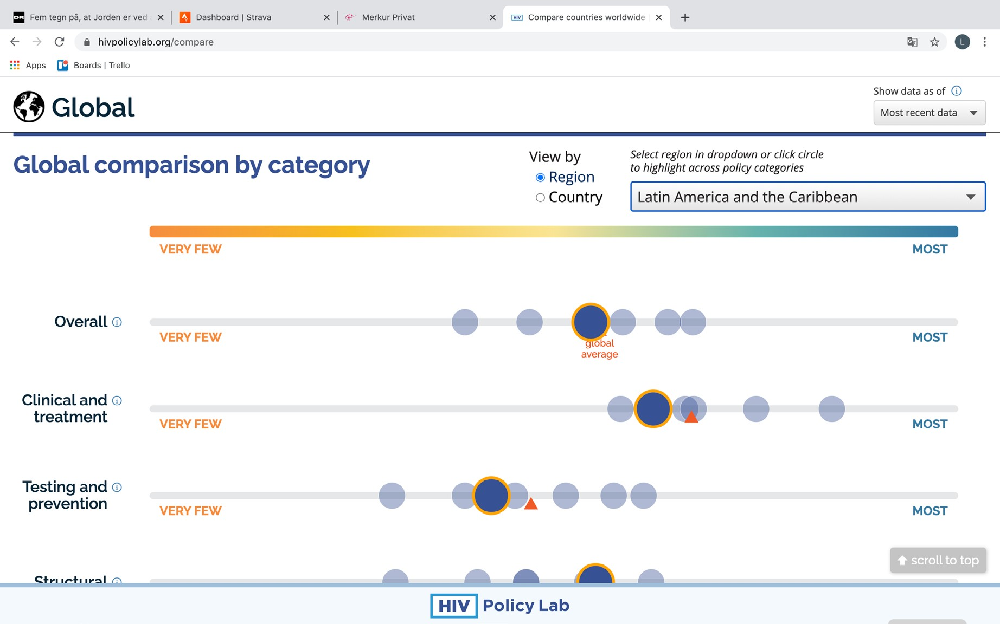 DR Fem tegn på, at Jorden er ved
Dashboard | Strava
Merkur Privat
HIV Compare countries worldwide
hivpolicylab.org/compare
L
Apps
Boards | Trello
Global
Show data as of
Most recent data
Global comparison by category
View by
Region
Country
Select region in dropdown or click circle
to highlight across policy categories
Latin America and the Caribbean
VERY FEW
MOST
Overall
VERY FEW
MOST
global
average
Clinical and
treatment
VERY FEW
MOST
Testing and
prevention
VERY FEW
MOST
scroll to top
Structural
HIV Policy Lab